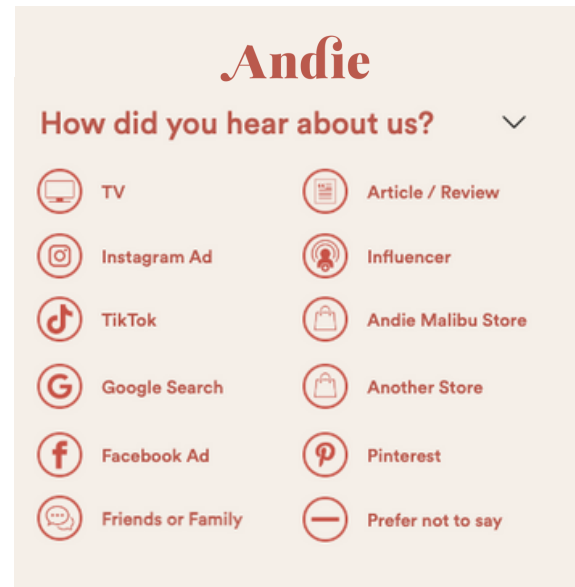 Andie
How did you hear about us?
TV
Article / Review
Instagram Ad
Influencer
TikTok
Andie Malibu Store
Google Search
Another Store
Facebook Ad
Pinterest
Friends or Family
Prefer not to say